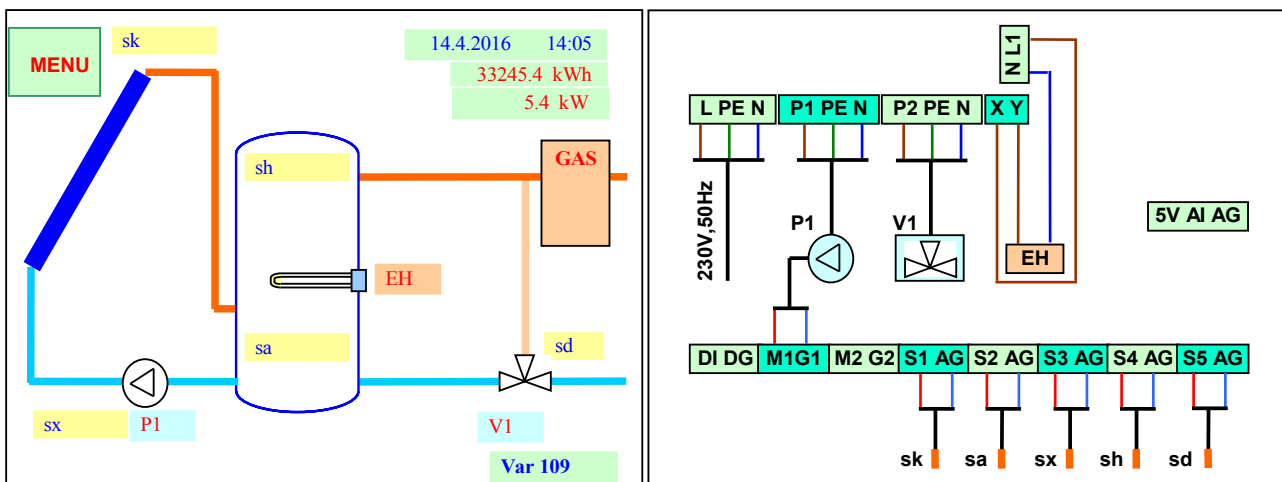 sk
14.4.2016 14:05
MENU
33245.4 kWh
5.4 kW
sh
GAS
EH
sa
sd
sx
P1
V1
Var 109
N L1
L PE N
P1 PE N
P2 PE N
X Y
230V,50Hz
P1
V1
5V AI AG
EH
DI DG
M1G1
M2 G2
S1 AG
S2 AG
S3 AG
S4 AG
S5 AG
sk
sa
sx
sh
sd